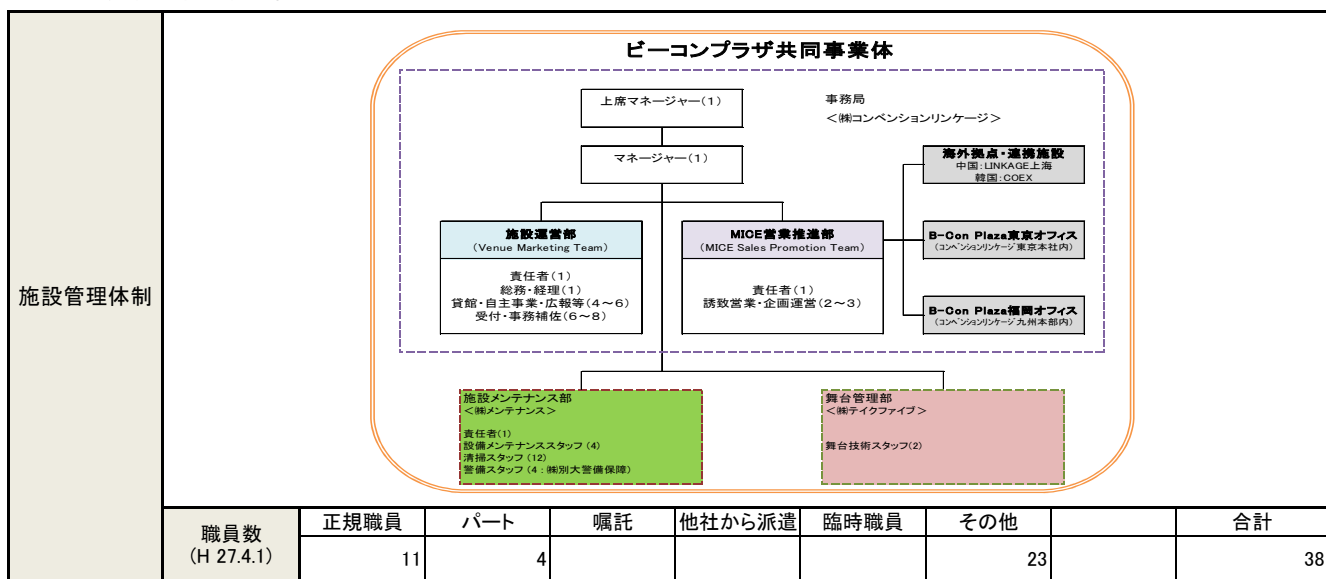 施設管理体制
ビーコンプラザ共同事業体
上席マネージャー(1)
事務局
<㈱コンベンションリンケージ>
マネージャー(1)
海外拠点・連携施設
中国:LINKAGE上海
韓国:COEX
施設運営部
(Venue Marketing Team)
責任者(1)
総務・経理(1)
貸館・自主事業・広報等(4~6)
受付・事務補佐(6~8)
MICE営業推進部
(MICE Sales Promotion Team)
責任者(1)
誘致営業・企画運営(2~3)
B-Con Plaza東京オフィス
(コンベンションリンケージ東京本社内)
B-Con Plaza福岡オフィス
(コンベンションリンケージ九州本部内)
施設メンテナンス部
<㈱メンテナンス>
責任者(1)
設備メンテナンススタッフ(4)
清掃スタッフ(12)
警備スタッフ(4:㈱別大警備保障)
舞台管理部
<㈱テイクファイブ>
舞台技術スタッフ(2)
職員数
(H 27.4.1)
正規職員 パート 嘱託 他社から派遣 臨時職員 その他 合計
11 4 23 38